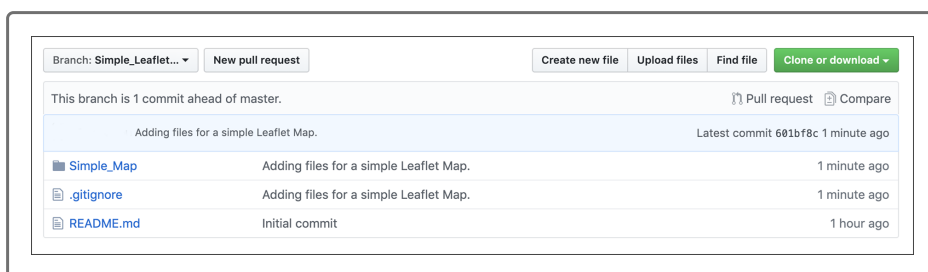 Branch: Simple_Leaflet... New pull request Create new file Upload files Find file Clone or download
This branch is 1 commit ahead of master. Pull request Compare
Adding files for a simple Leaflet Map. Latest commit 601bf8c 1 minute ago
Simple_Map Adding files for a simple Leaflet Map. 1 minute ago
.gitignore Adding files for a simple Leaflet Map. 1 minute ago
README.md Initial commit 1 hour ago